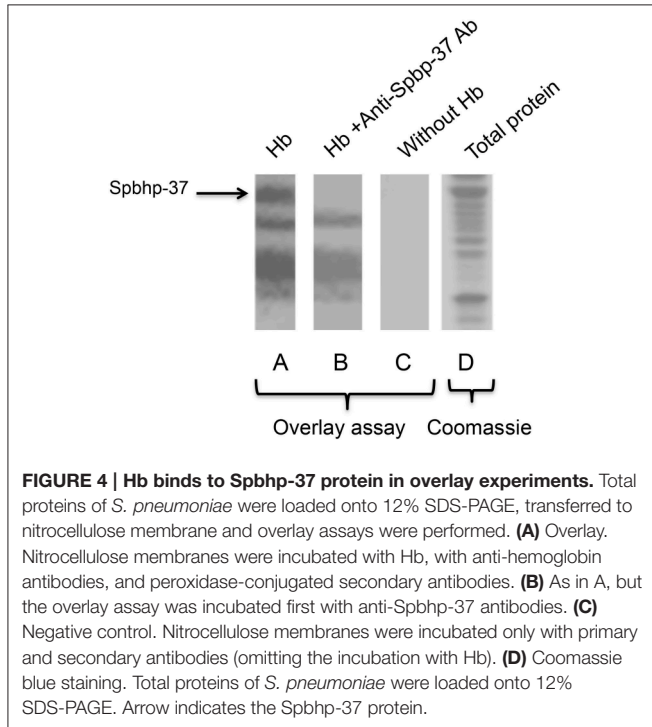 Hb
Hb +Anti-Spbp-37 Ab
Without Hb
Total protein
Spbhp-37
A B C D
Overlay assay Coomassie
FIGURE 4 | Hb binds to Spbhp-37 protein in overlay experiments. Total
proteins of S. pneumoniae were loaded onto 12% SDS-PAGE, transferred to
nitrocellulose membrane and overlay assays were performed. (A) Overlay.
Nitrocellulose membranes were incubated with Hb, with anti-hemoglobin
antibodies, and peroxidase-conjugated secondary antibodies. (B) As in A, but
the overlay assay was incubated first with anti-Spbhp-37 antibodies. (C)
Negative control. Nitrocellulose membranes were incubated only with primary
and secondary antibodies (omitting the incubation with Hb). (D) Coomassie
blue staining. Total proteins of S. pneumoniae were loaded onto 12%
SDS-PAGE. Arrow indicates the Spbhp-37 protein.